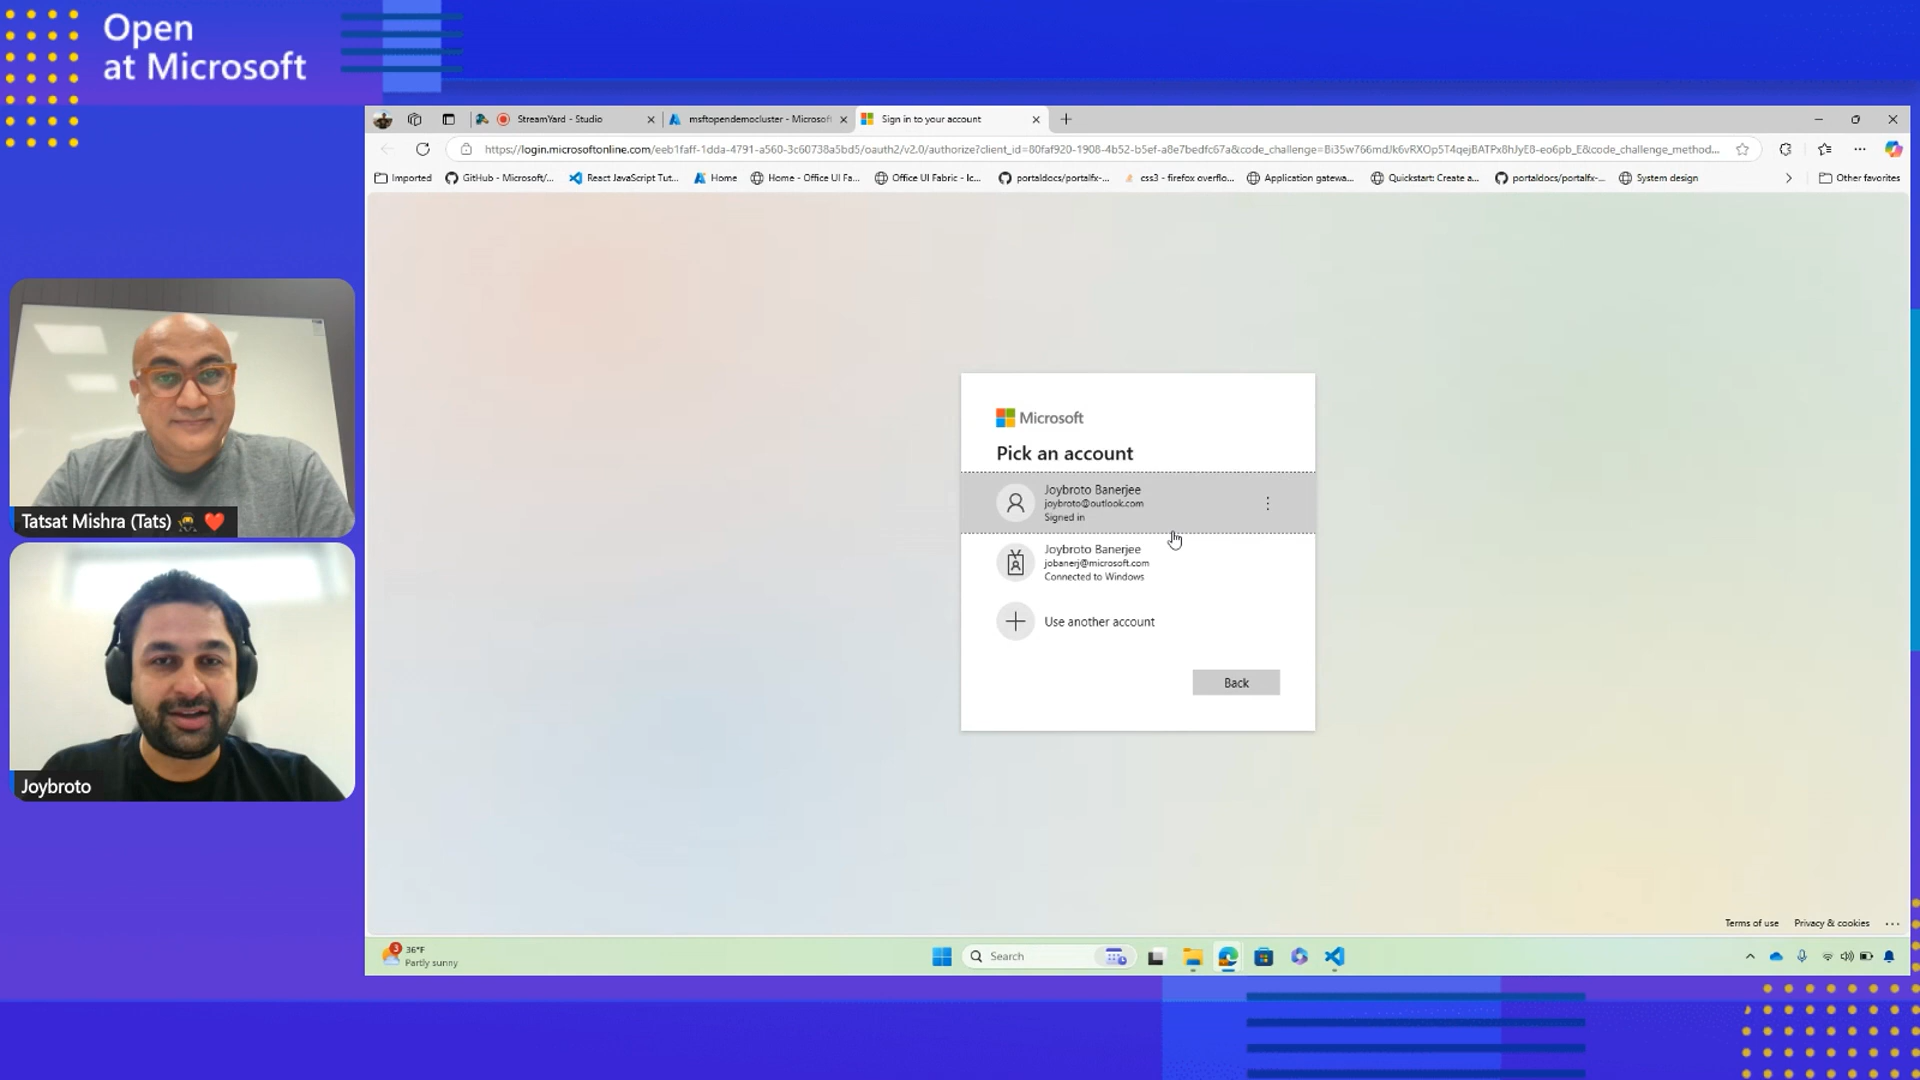 Open
at Microsoft
StreamYard - Studio
msftopendemocluster - Microsoft
Sign in to your account
https://login.microsoftonline.com/eeb1faff-1dda-4791-a560-3c60738a5bd5/oauth2/v2.0/authorize?client_id=80faf920-1908-4b52-b5ef-a8e7bedfc67a&code_challenge=Bi35w766mdJk6vRXOp5T4qejBATPx8hJyE8-eo6pb_E&code_challenge_method...
Imported
GitHub - Microsoft/...
React JavaScript Tut...
Home
Home - Office UI Fa...
Office UI Fabric - Ic...
portaldocs/portalfx-...
css3 - firefox overflo...
Application gatewa...
Quickstart: Create a...
portaldocs/portalfx-...
System design
Other favorites
Tatsat Mishra (Tats) 🥷 ❤️
Joybroto
Microsoft
Pick an account
Joybroto Banerjee
joybroto@outlook.com
Signed in
Joybroto Banerjee
jobanerj@microsoft.com
Connected to Windows
Use another account
Back
Terms of use
Privacy & cookies
...
3
36°F
Partly sunny
Search